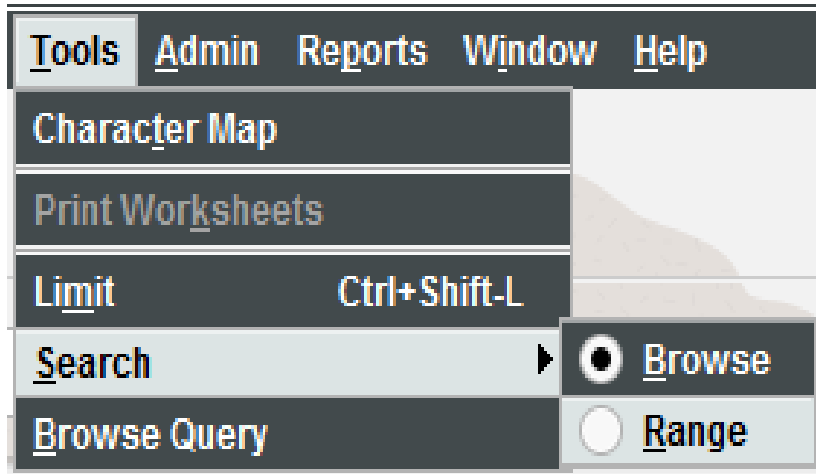 Tools Admin Reports Window Help
Character Map
Print Worksheets
Limit Ctrl+Shift-L
Search Browse
Browse Query Range